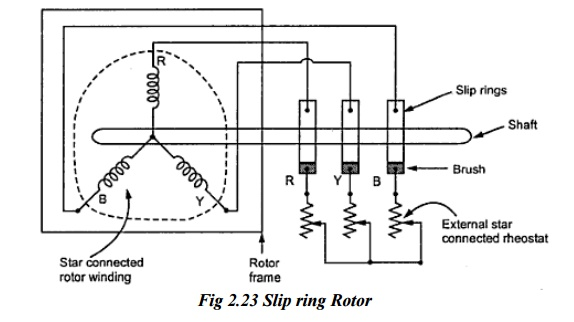 R
Slip rings
Shaft
R
Y
B
Brush
B
Y
External star
connected rheostat
Star connected
rotor winding
Rotor
frame
Fig 2.23 Slip ring Rotor